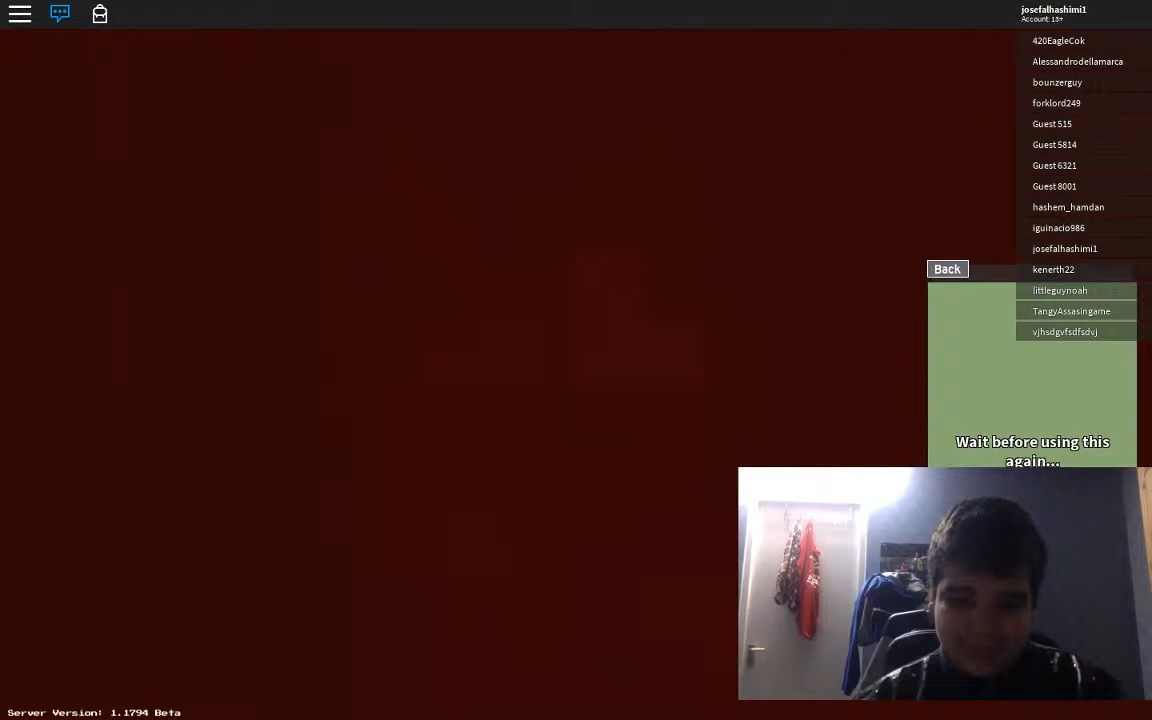 josefalhashimi1
Account: 13+
420EagleCok
Alessandrodellamarca
bounzerguy
forklord249
Guest 515
Guest 5814
Guest 6321
Guest 8001
hashem_hamdan
iguinacio986
josefalhashimi1
kenerth22
littleguynoah
TangyAssasingame
vjhsdgvfsdfsdvj
Back
Wait before using this
again...
Server Version: 1.1794 Beta